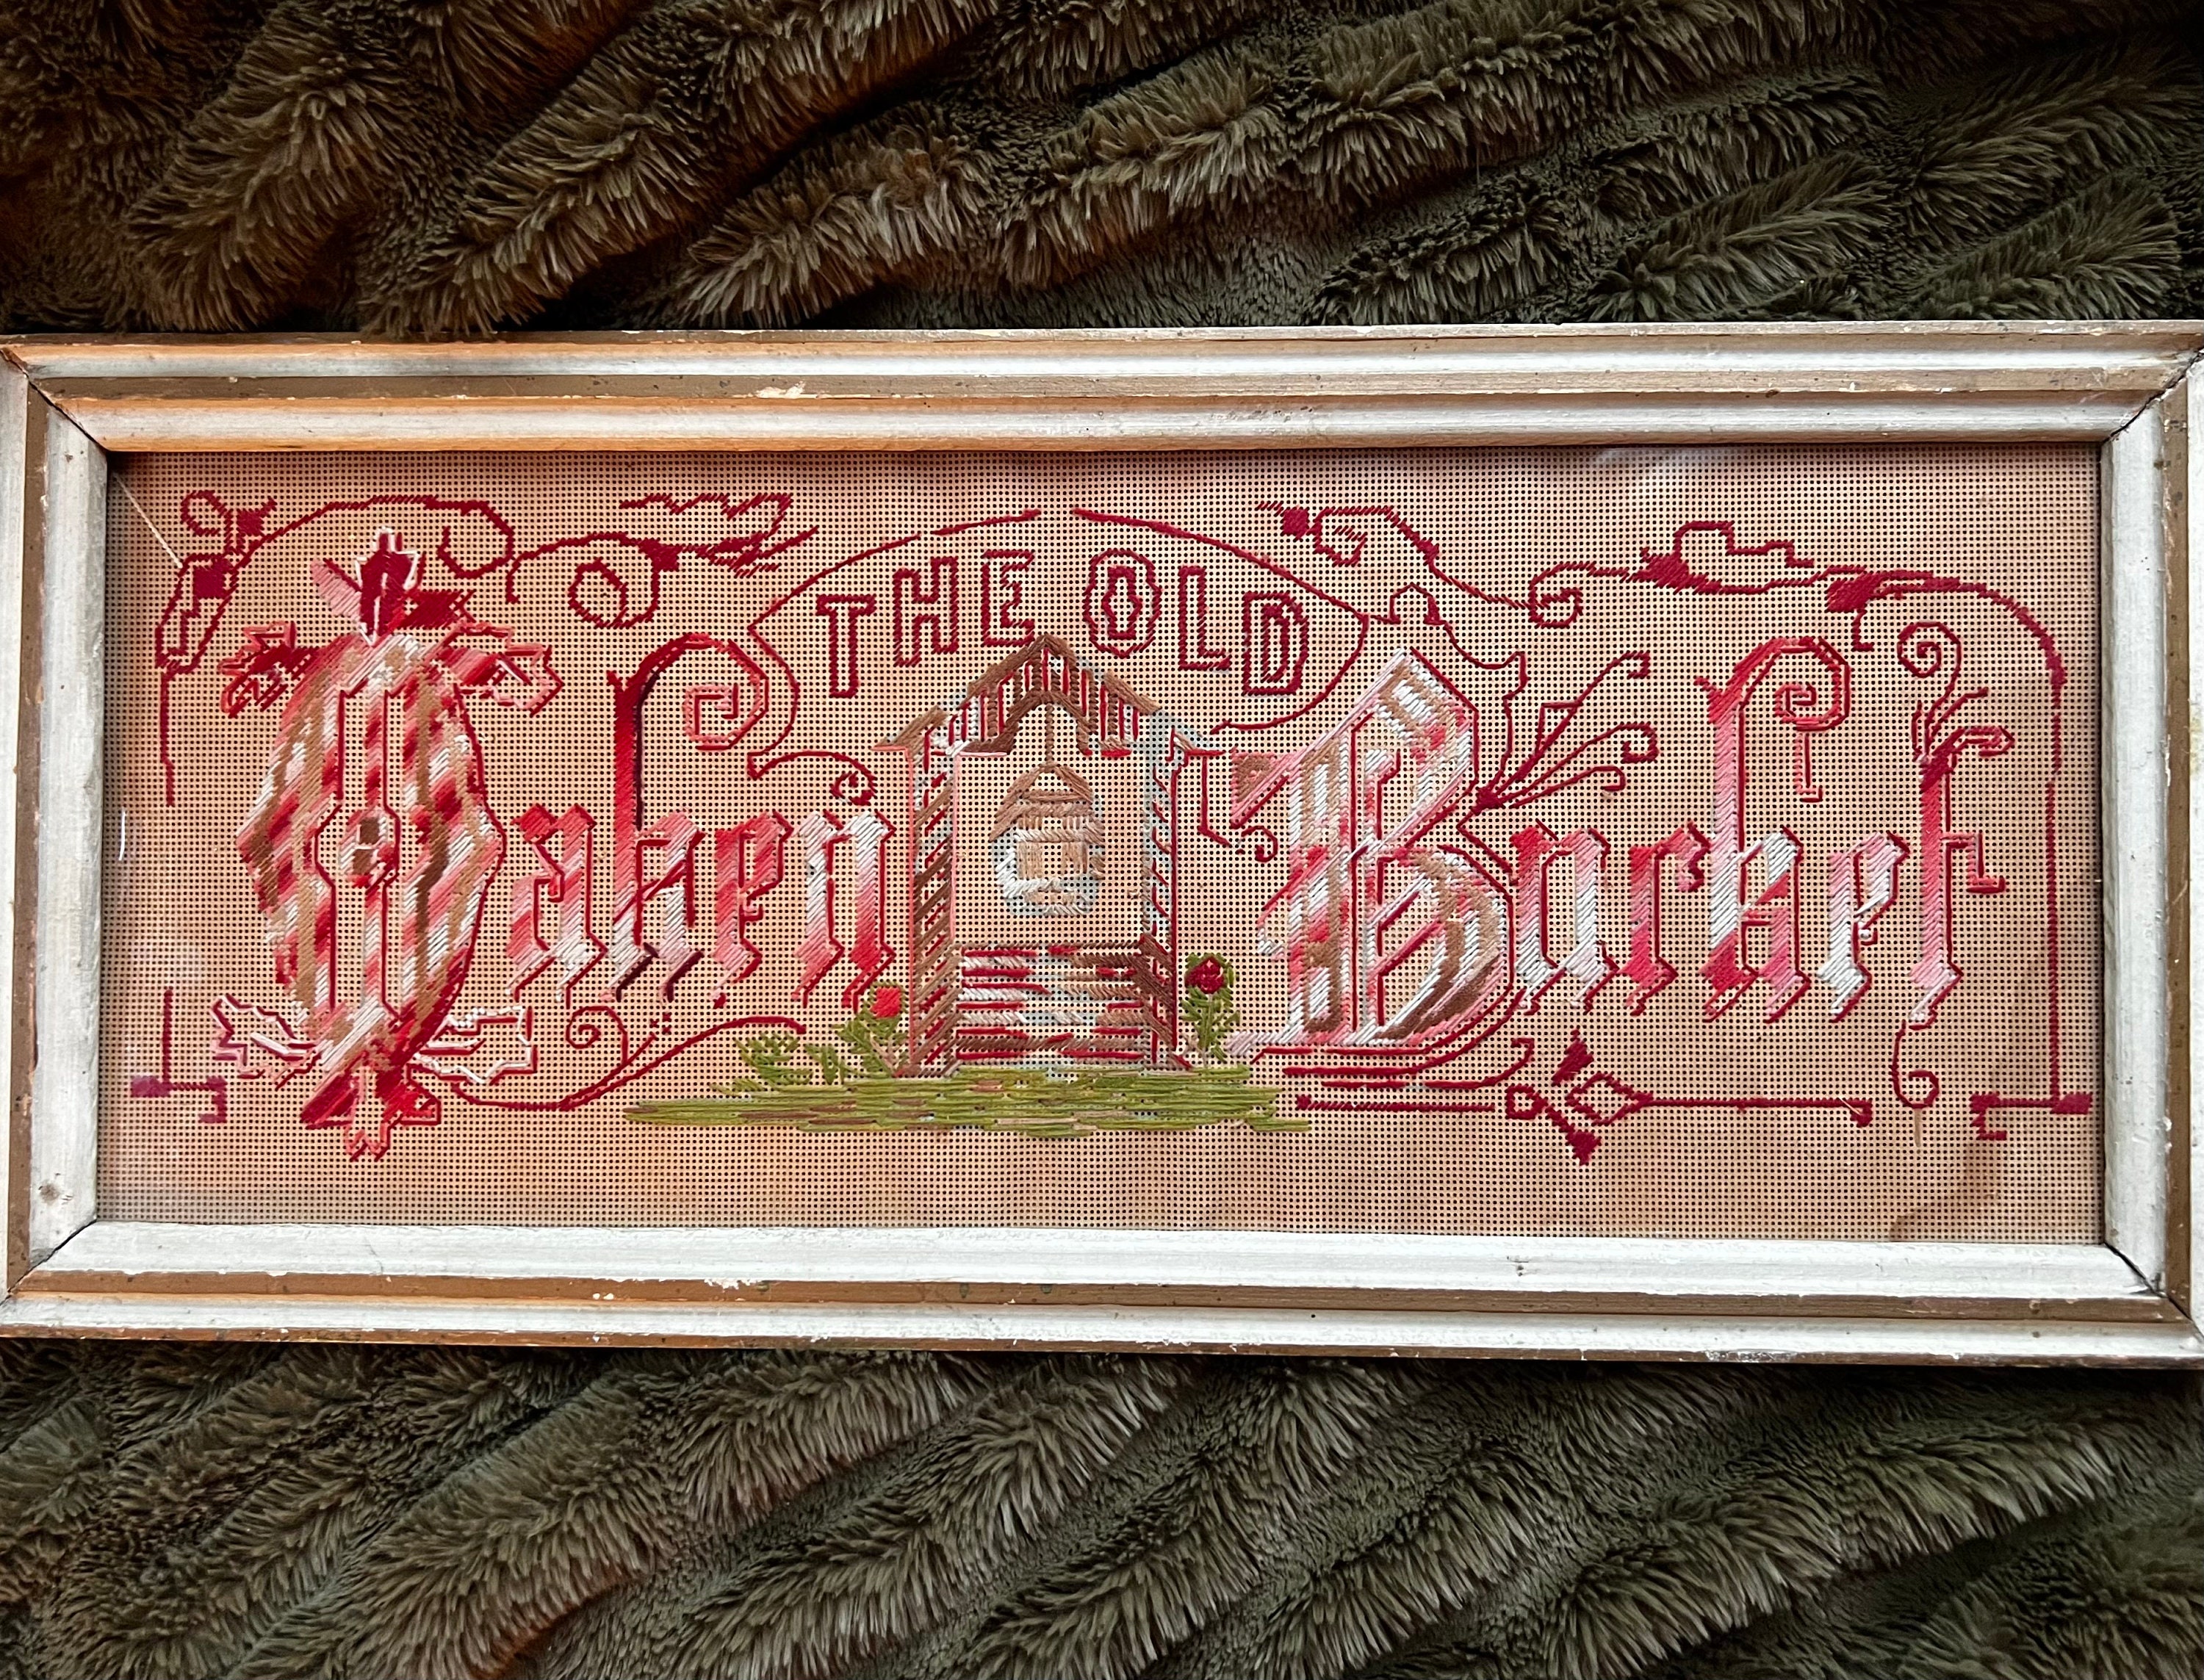 THE OLD
Oaken Bucket